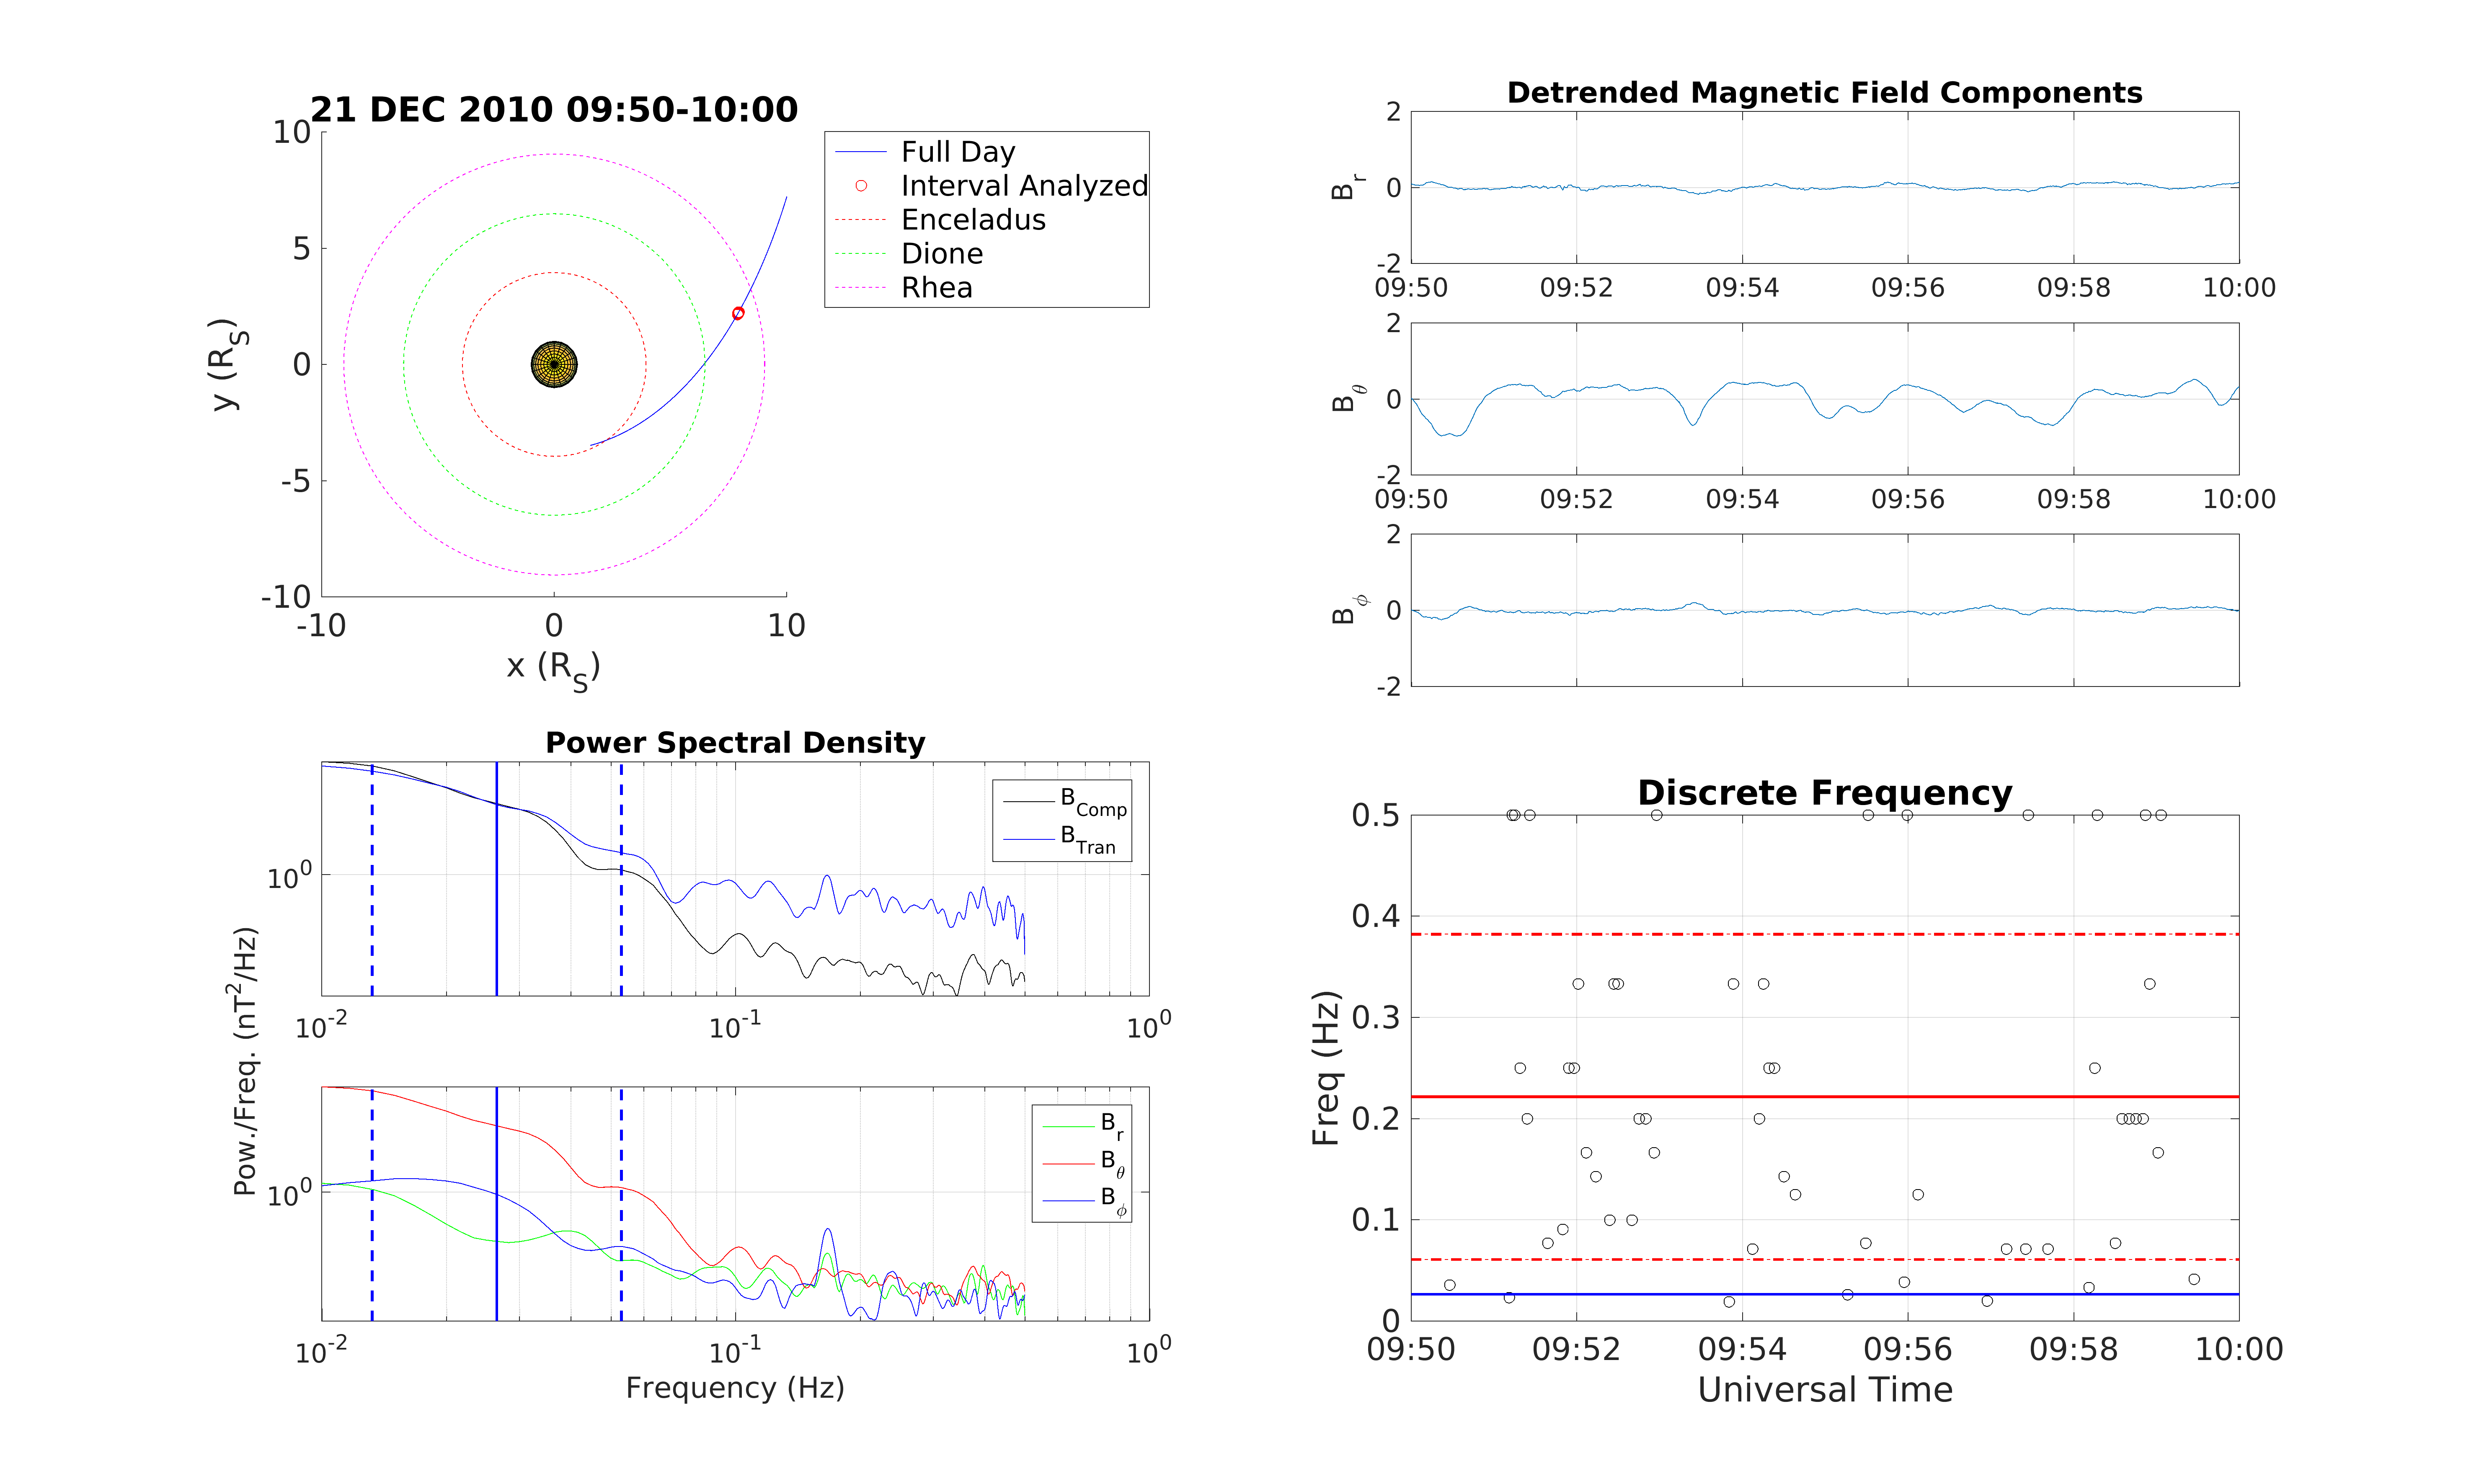 21 DEC 2010 09:50-10:00
10
5
0
-5
-10
-10
0
10
y (R_S)
x (R_S)
Full Day
Interval Analyzed
Enceladus
Dione
Rhea
Detrended Magnetic Field Components
B_r
2
0
-2
09:50
09:52
09:54
09:56
09:58
10:00
B_θ
2
0
-2
09:50
09:52
09:54
09:56
09:58
10:00
B_ϕ
2
0
-2
Power Spectral Density
B_Comp
B_Tran
10^0
10^-2
10^-1
10^0
Pow./Freq. (nT^2/Hz)
B_r
B_θ
B_ϕ
10^0
10^-2
10^-1
10^0
Frequency (Hz)
Discrete Frequency
Freq (Hz)
0.5
0.4
0.3
0.2
0.1
0
09:50
09:52
09:54
09:56
09:58
10:00
Universal Time